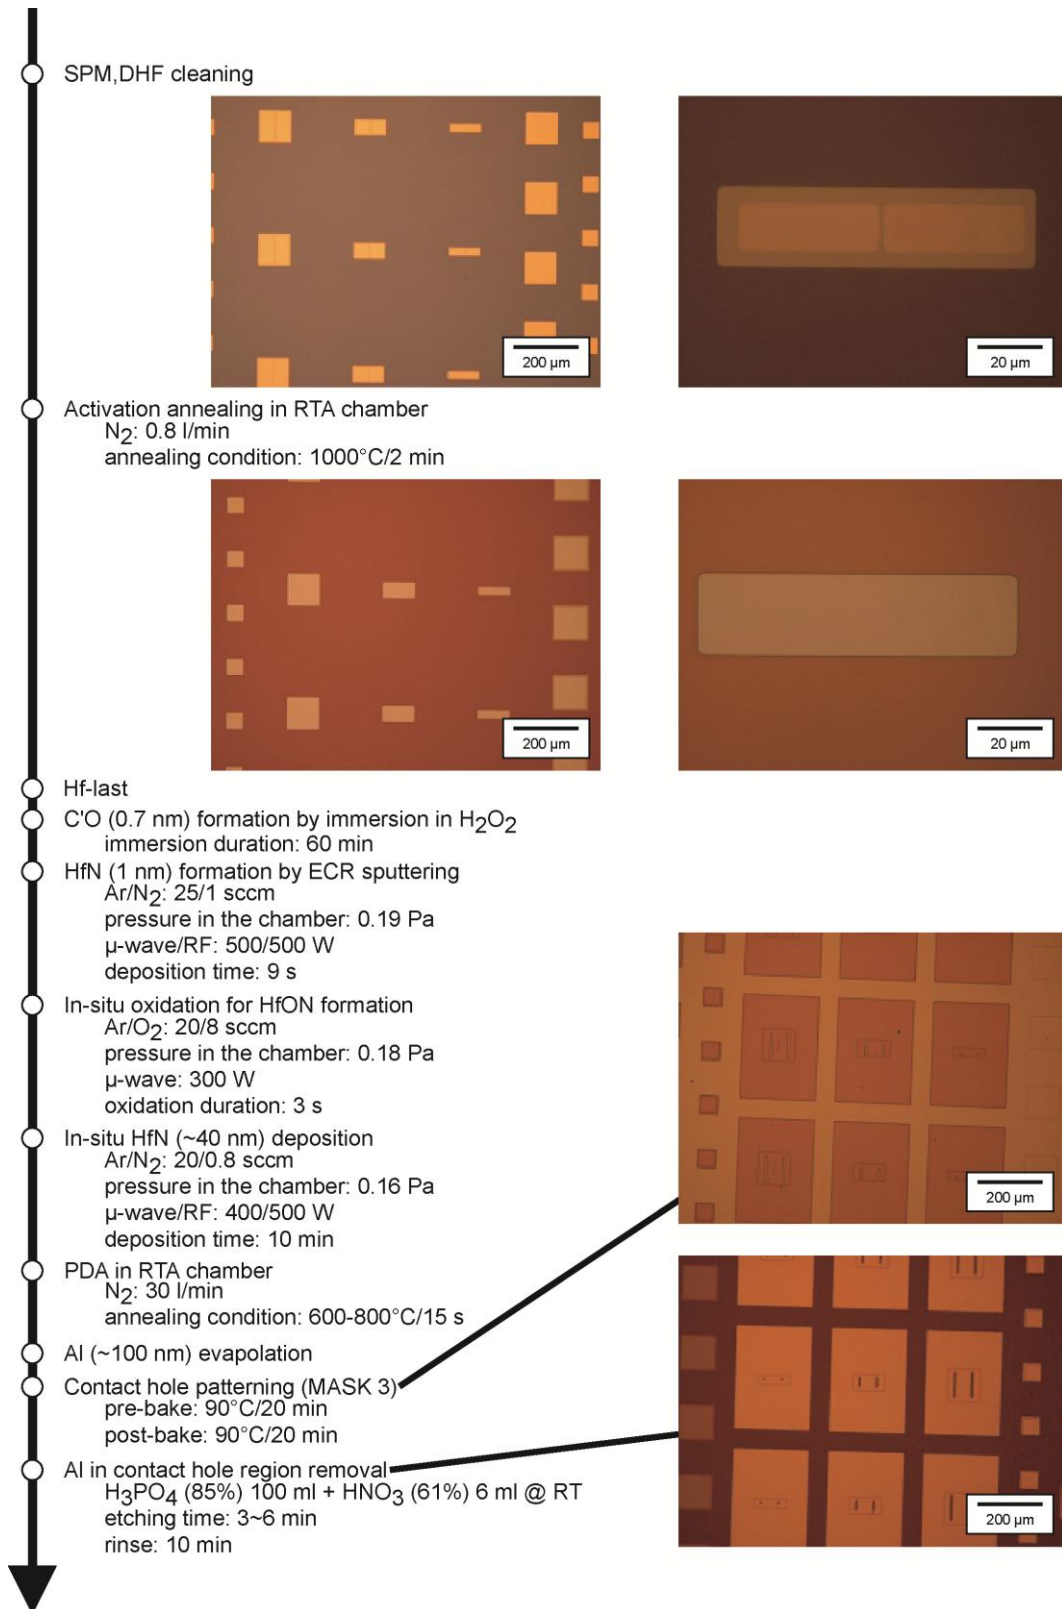 SPM,DHF cleaning
200 µm
20 µm
Activation annealing in RTA chamber
N2: 0.8 l/min
annealing condition: 1000°C/2 min
200 µm
20 µm
Hf-last
C'O (0.7 nm) formation by immersion in H2O2
immersion duration: 60 min
HfN (1 nm) formation by ECR sputtering
Ar/N2: 25/1 sccm
pressure in the chamber: 0.19 Pa
µ-wave/RF: 500/500 W
deposition time: 9 s
In-situ oxidation for HfON formation
Ar/O2: 20/8 sccm
pressure in the chamber: 0.18 Pa
µ-wave: 300 W
oxidation duration: 3 s
In-situ HfN (~40 nm) deposition
Ar/N2: 20/0.8 sccm
pressure in the chamber: 0.16 Pa
µ-wave/RF: 400/500 W
deposition time: 10 min
200 µm
PDA in RTA chamber
N2: 30 l/min
annealing condition: 600-800°C/15 s
Al (~100 nm) evapolation
Contact hole patterning (MASK 3)
pre-bake: 90°C/20 min
post-bake: 90°C/20 min
Al in contact hole region removal
H3PO4 (85%) 100 ml + HNO3 (61%) 6 ml @ RT
etching time: 3~6 min
rinse: 10 min
200 µm